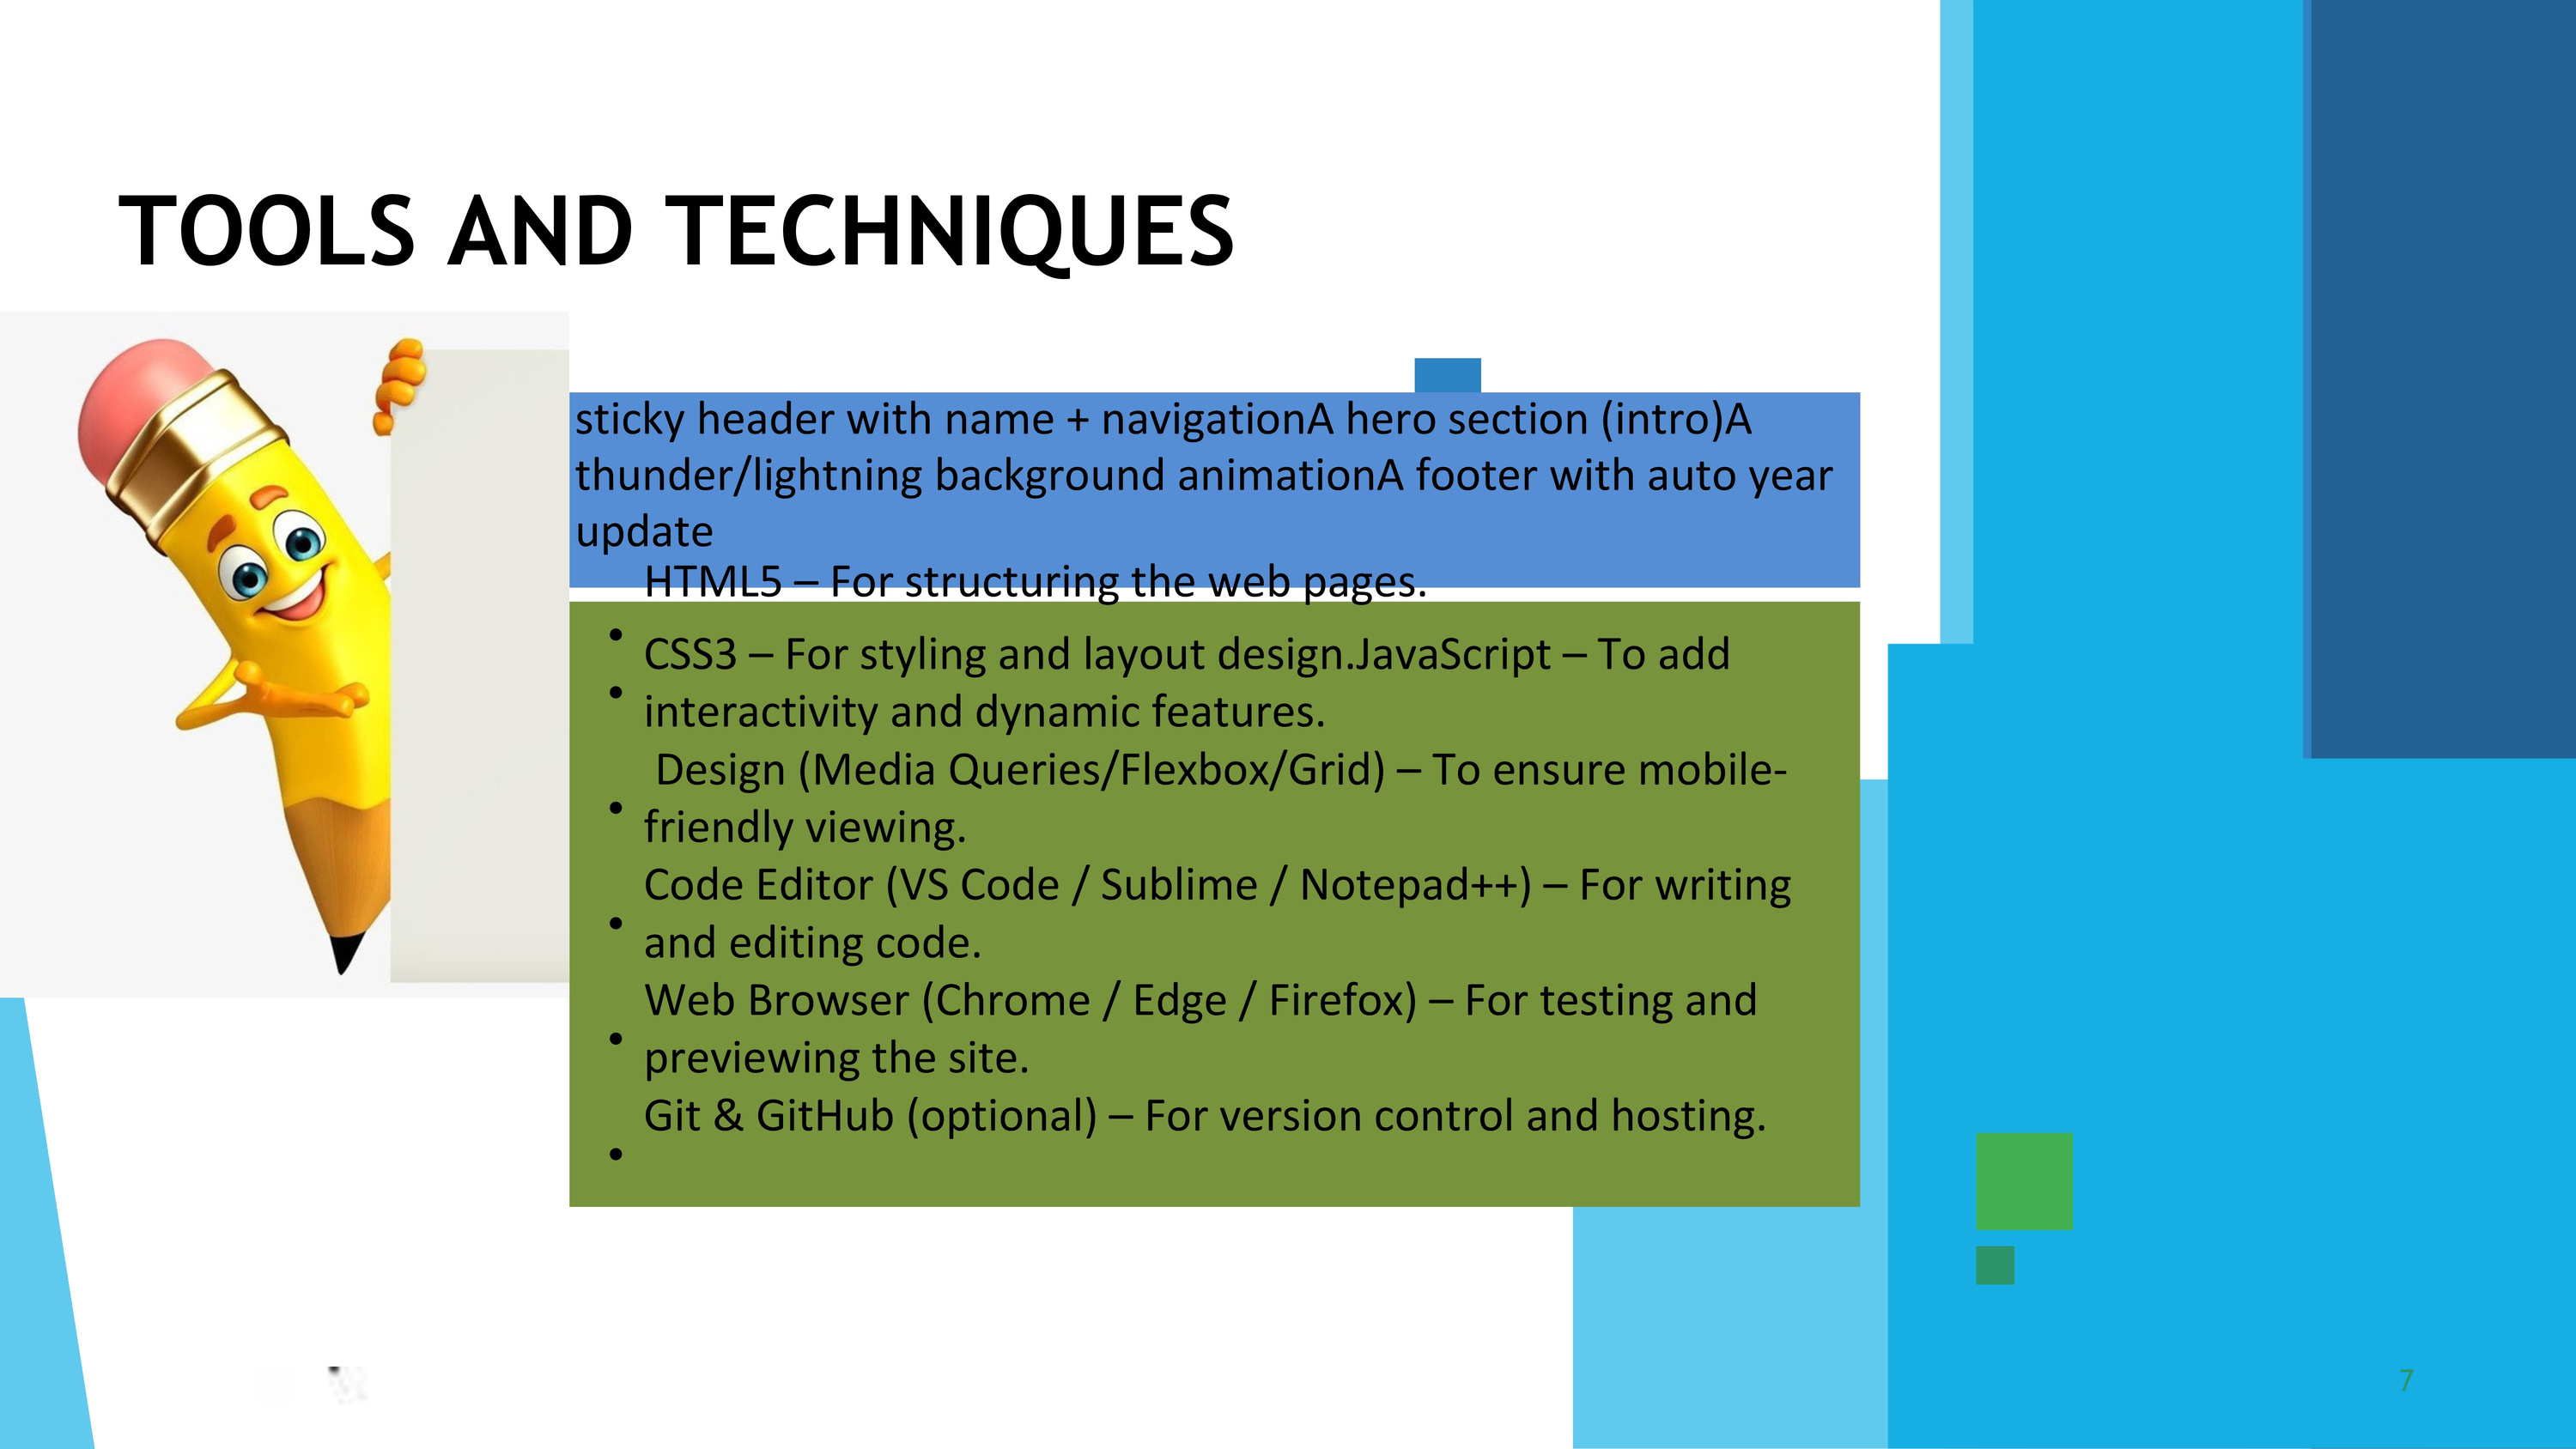 TOOLS AND TECHNIQUES
sticky header with name + navigationA hero section (intro)A
thunder/lightning background animationA footer with auto year
update
HTML5 – For structuring the web pages.
• CSS3 – For styling and layout design.JavaScript – To add
• interactivity and dynamic features.
Design (Media Queries/Flexbox/Grid) – To ensure mobile-
• friendly viewing.
Code Editor (VS Code / Sublime / Notepad++) – For writing
• and editing code.
Web Browser (Chrome / Edge / Firefox) – For testing and
• previewing the site.
Git & GitHub (optional) – For version control and hosting.
•
7